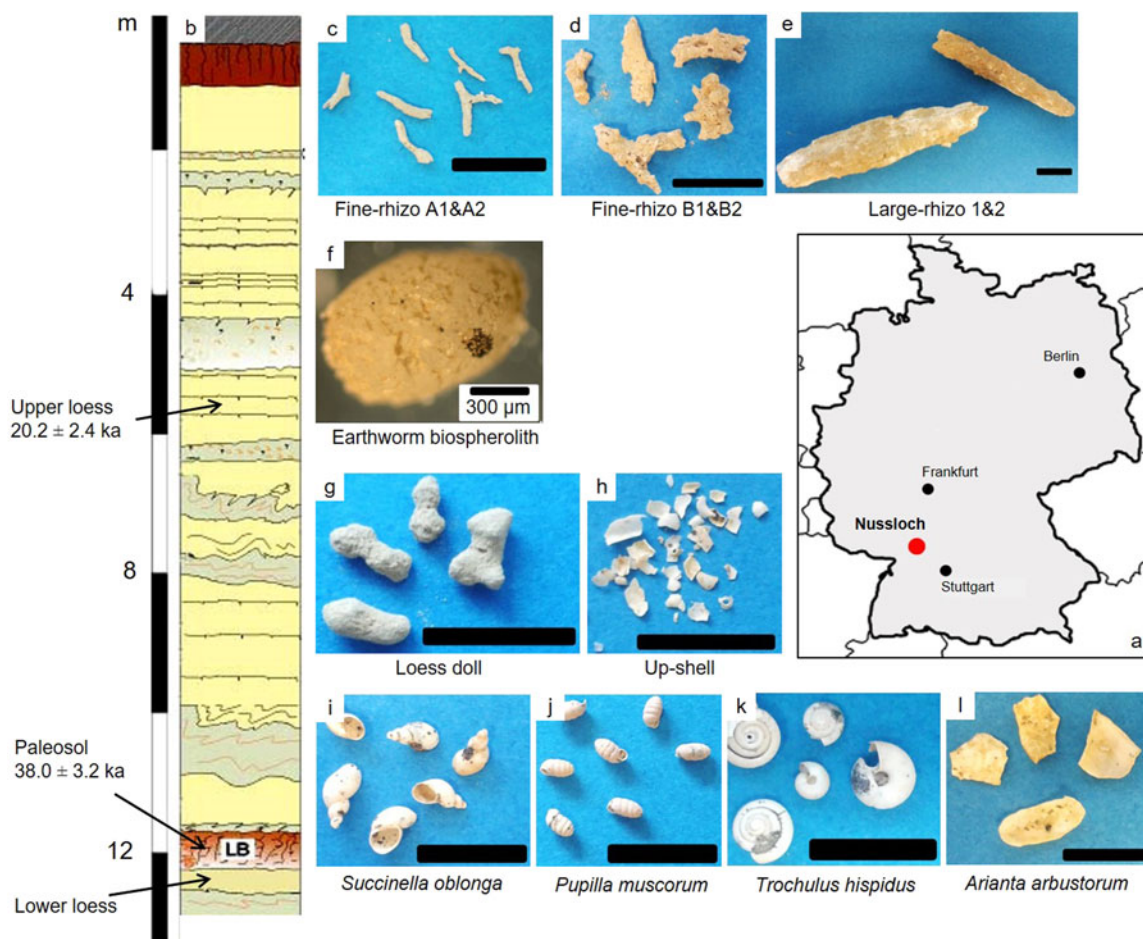 m
b
c
d
e
Fine-rhizo A1&A2
Fine-rhizo B1&B2
Large-rhizo 1&2
4
f
300 µm
Earthworm biospherolith
Upper loess
20.2 ± 2.4 ka
Berlin
Frankfurt
Nussloch
Stuttgart
a
g
h
8
Loess doll
Up-shell
Paleosol
38.0 ± 3.2 ka
i
j
k
l
LB
12
Lower loess
Succinella oblonga
Pupilla muscorum
Trochulus hispidus
Arianta arbustorum